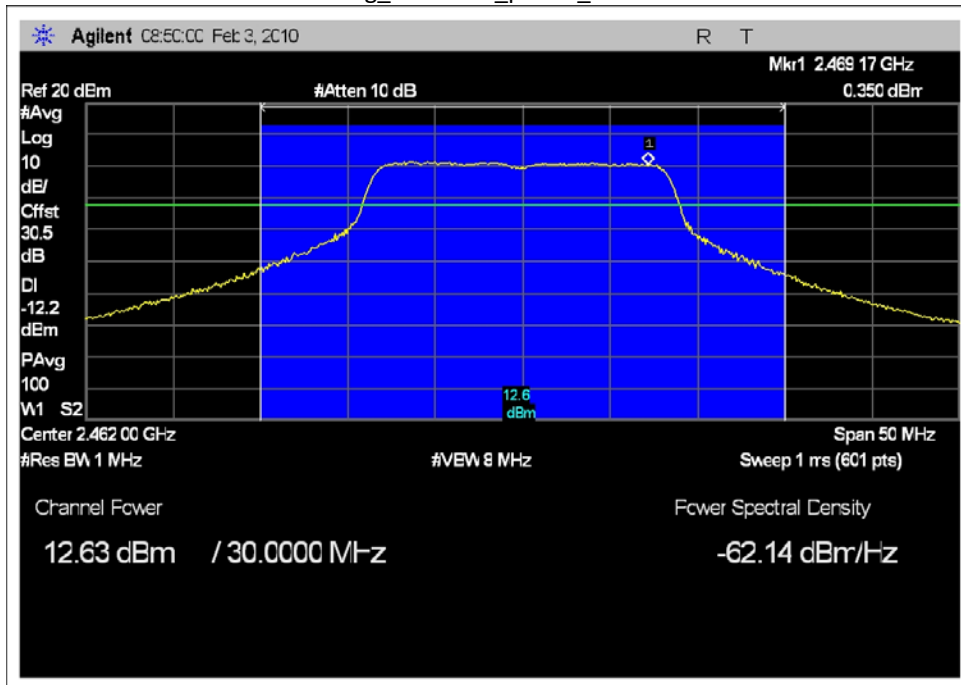 Agilent 08:50:00 Feb 3, 2010 R T
Mkr1 2.469 17 GHz
Ref 20 dBm #Atten 10 dB 0.350 dBm
#Avg
Log
10
dB/
Offst
30.5
dB
DI
-12.2
dBm
PAvg
100
W1 S2
1
12.6
dBm
Center 2.462 00 GHz Span 50 MHz
#Res BW 1 MHz #VBW 8 MHz Sweep 1 ms (601 pts)
Channel Power Power Spectral Density
12.63 dBm / 30.0000 MHz -62.14 dBm/Hz